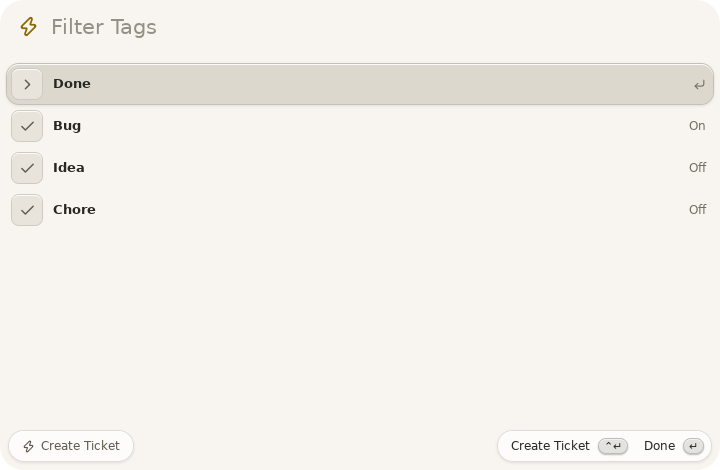 Filter Tags
Done ↵
Bug On
Idea Off
Chore Off
Create Ticket
Create Ticket ⌃↵ Done ↵